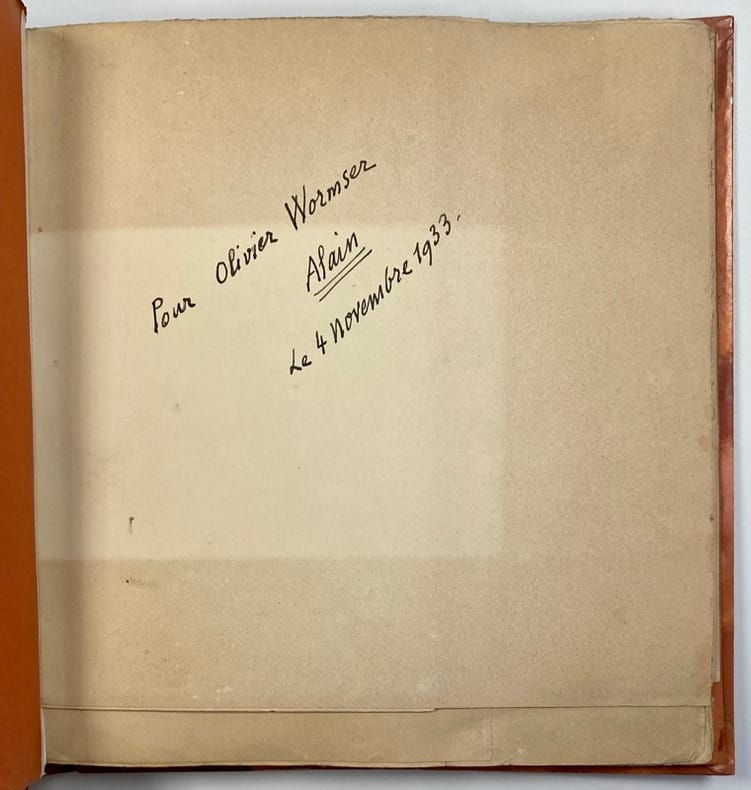 Pour Olivier Wormser
Alain
Le 4 novembre 1933.